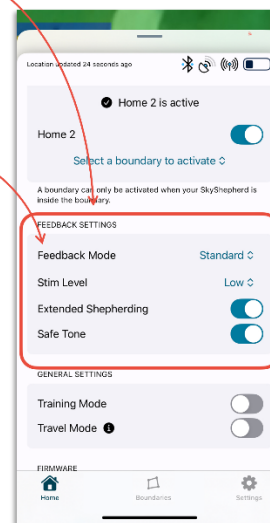 Location updated 24 seconds ago
Home 2 is active
Home 2
Select a boundary to activate
A boundary can only be activated when your SkyShepherd is
inside the boundary.
FEEDBACK SETTINGS
Feedback Mode Standard
Stim Level Low
Extended Shepherding
Safe Tone
GENERAL SETTINGS
Training Mode
Travel Mode
FIRMWARE
Home Boundaries Settings